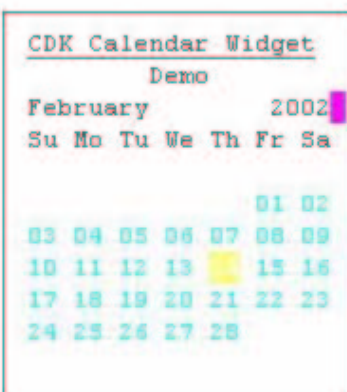 CDK Calendar Widget
Demo
February 2002
Su Mo Tu We Th Fr Sa
01 02
03 04 05 06 07 08 09
10 11 12 13 15 16
17 18 19 20 21 22 23
24 25 26 27 28